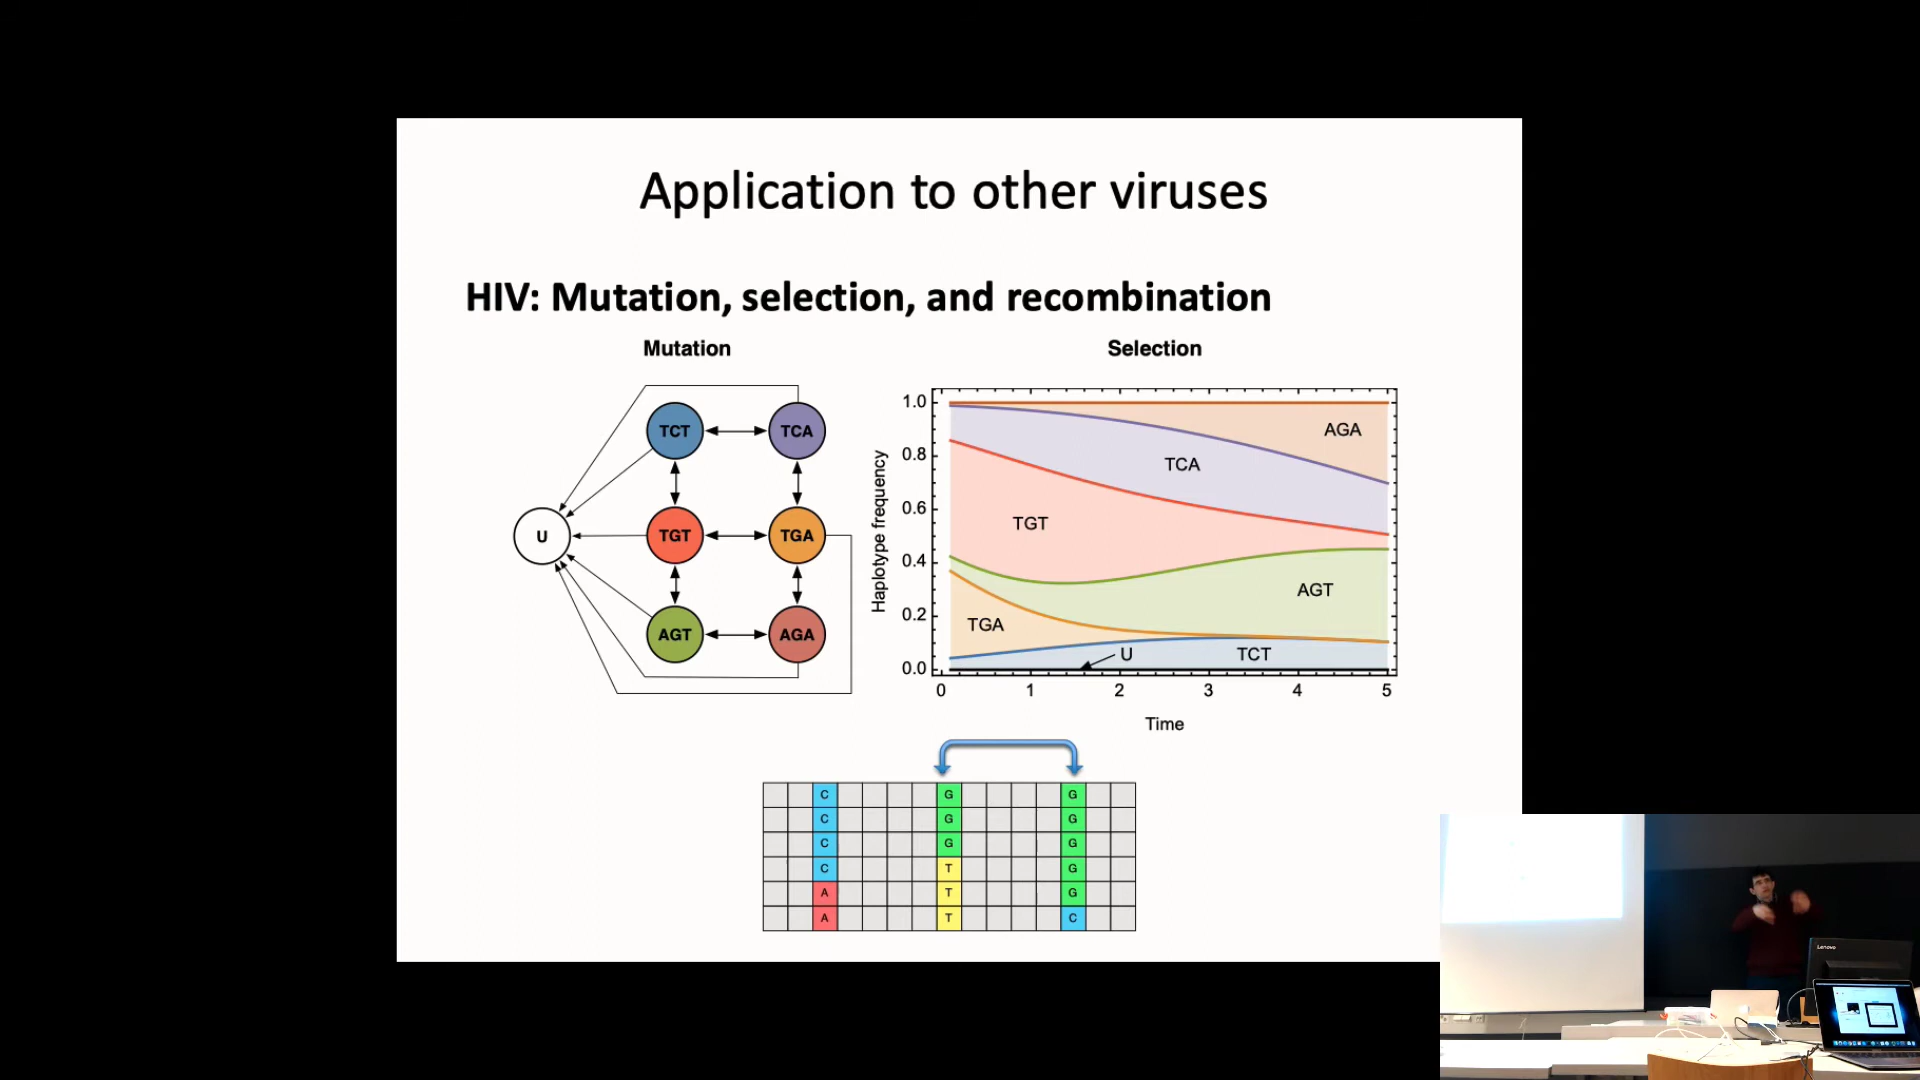 Application to other viruses
HIV: Mutation, selection, and recombination
Mutation
Selection
TCT
TCA
U
TGT
TGA
AGT
AGA
Haplotype frequency
1.0
0.8
0.6
0.4
0.2
0.0
AGA
TCA
TGT
AGT
TGA
U
TCT
0 1 2 3 4 5
Time
C G G
C G G
C G G
C T G
A T G
A T C
Lenovo